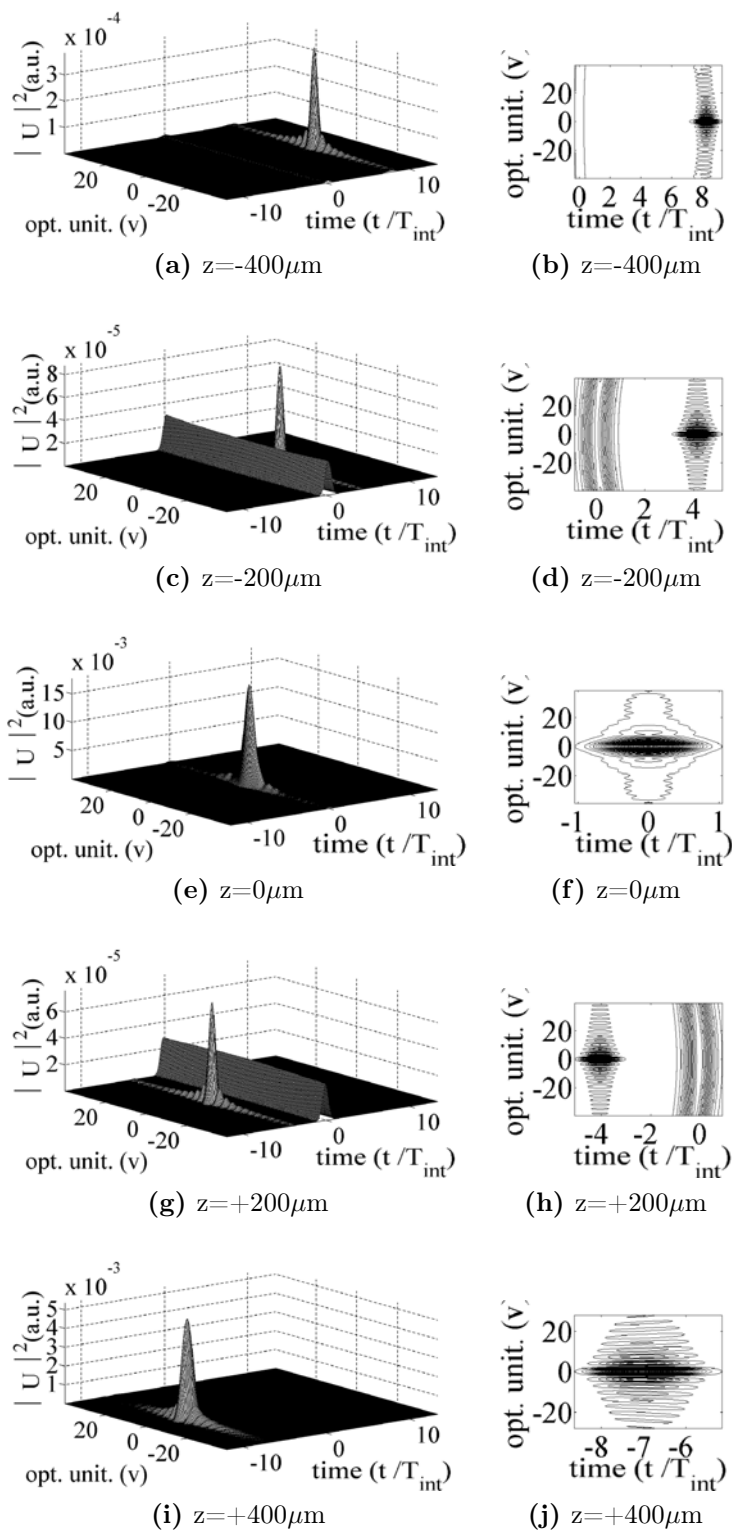 x 10^-4
| U |^2(a.u.)
3
2
1
20
0
-20
opt. unit. (v)
-10
0
10
time (t /T_int)
(a) z=-400μm
opt. unit. (v)
20
0
-20
0 2 4 6 8
time (t /T_int)
(b) z=-400μm
x 10^-5
| U |^2(a.u.)
8
6
4
2
20
0
-20
opt. unit. (v)
-10
0
10
time (t /T_int)
(c) z=-200μm
opt. unit. (v)
20
0
-20
0 2 4
time (t /T_int)
(d) z=-200μm
x 10^-3
| U |^2(a.u.)
15
10
5
20
0
-20
opt. unit. (v)
-10
0
10
time (t /T_int)
(e) z=0μm
opt. unit. (v)
20
0
-20
-1 0 1
time (t /T_int)
(f) z=0μm
x 10^-5
| U |^2(a.u.)
6
4
2
20
0
-20
opt. unit. (v)
-10
0
10
time (t /T_int)
(g) z=+200μm
opt. unit. (v)
20
0
-20
-4 -2 0
time (t /T_int)
(h) z=+200μm
x 10^-3
| U |^2(a.u.)
5
4
3
2
1
20
0
-20
opt. unit. (v)
-10
0
10
time (t /T_int)
(i) z=+400μm
opt. unit. (v)
20
0
-20
-8 -7 -6
time (t /T_int)
(j) z=+400μm